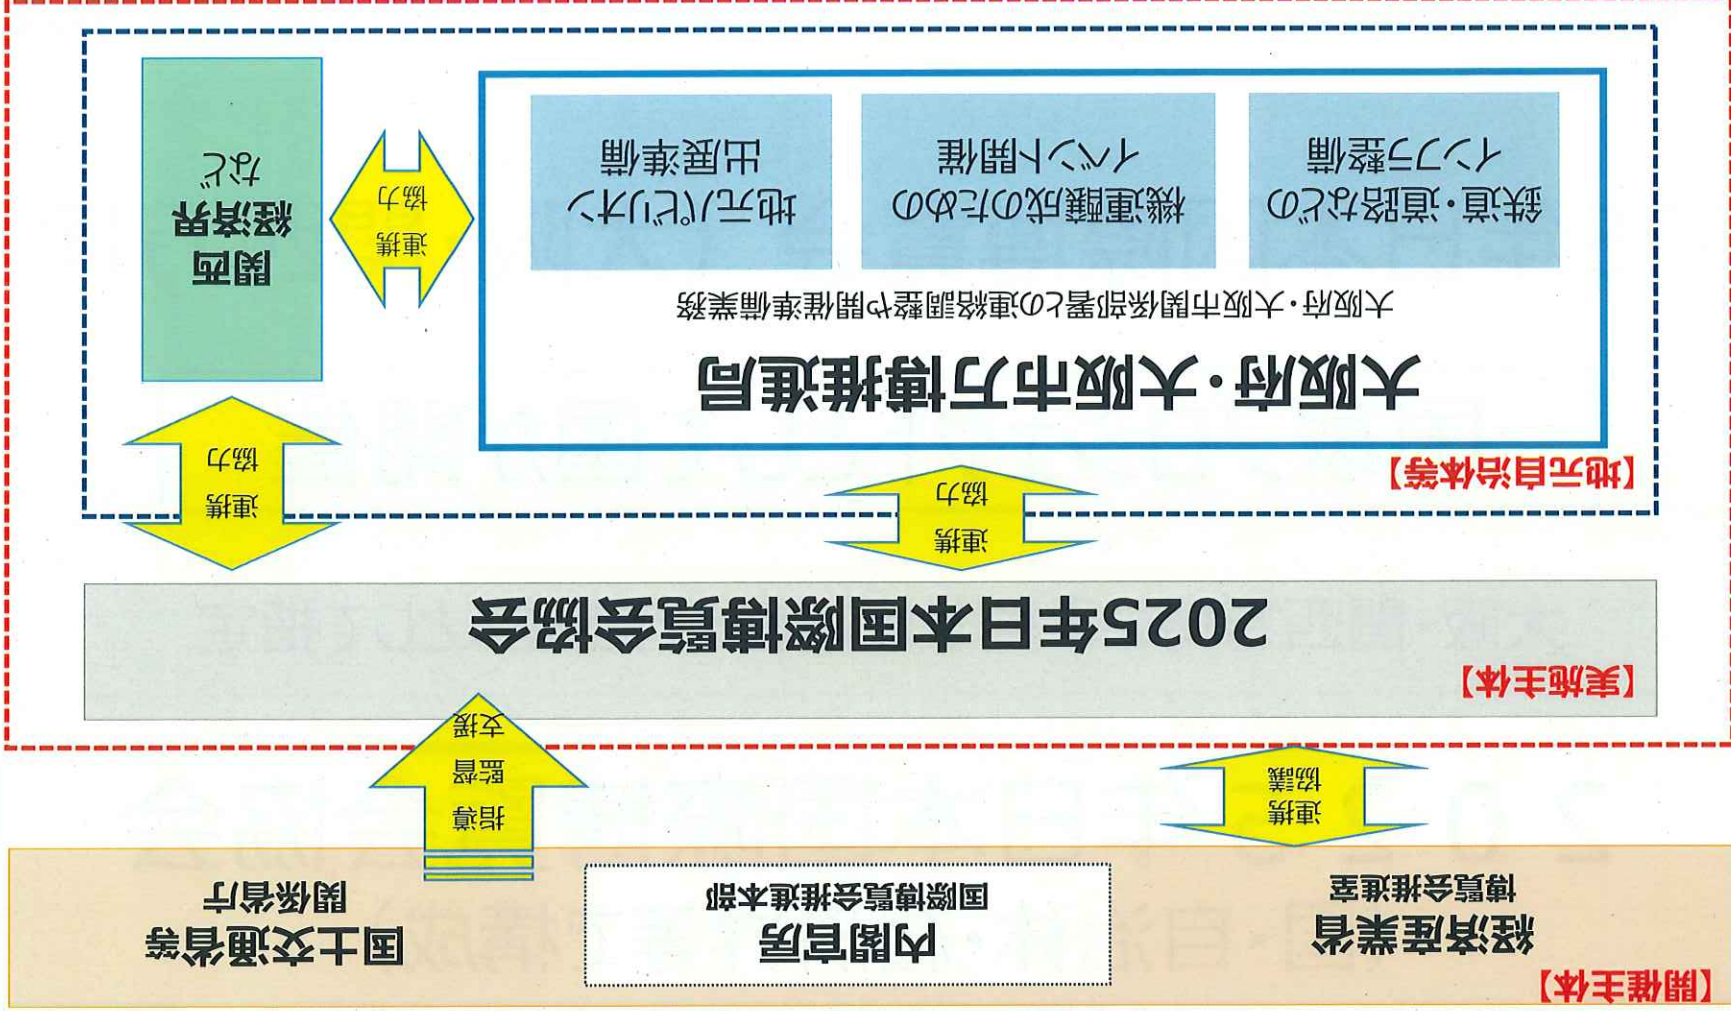 【開催主体】
経済産業省
博覧会推進室
内閣官房
国際博覧会推進本部
国土交通省等
関係省庁
連携
協議
指導
監督
支援
【実施主体】
2025年日本国際博覧会協会
連携
協力
連携
協力
【地元自治体等】
大阪府・大阪市万博推進局
大阪府・大阪市関係部署との連絡調整や開催準備業務
鉄道・道路などの
インフラ整備
機運醸成のための
イベント開催
地元パビリオン
出展準備
連携
協力
関西
経済界
など